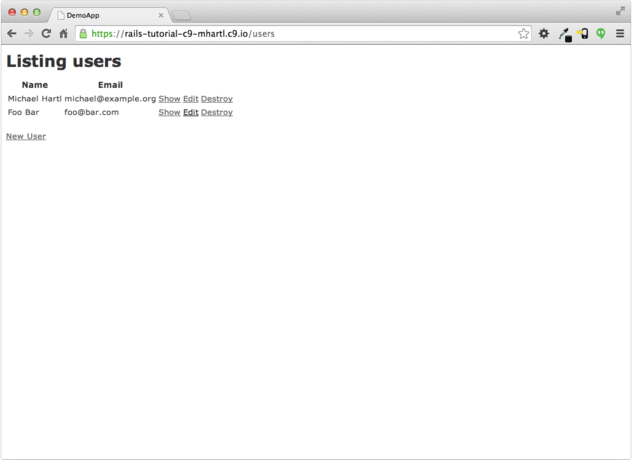 DemoApp
https://rails-tutorial-c9-mhartl.c9.io/users
Listing users
Name Email
Michael Hartl michael@example.org Show Edit Destroy
Foo Bar foo@bar.com Show Edit Destroy
New User